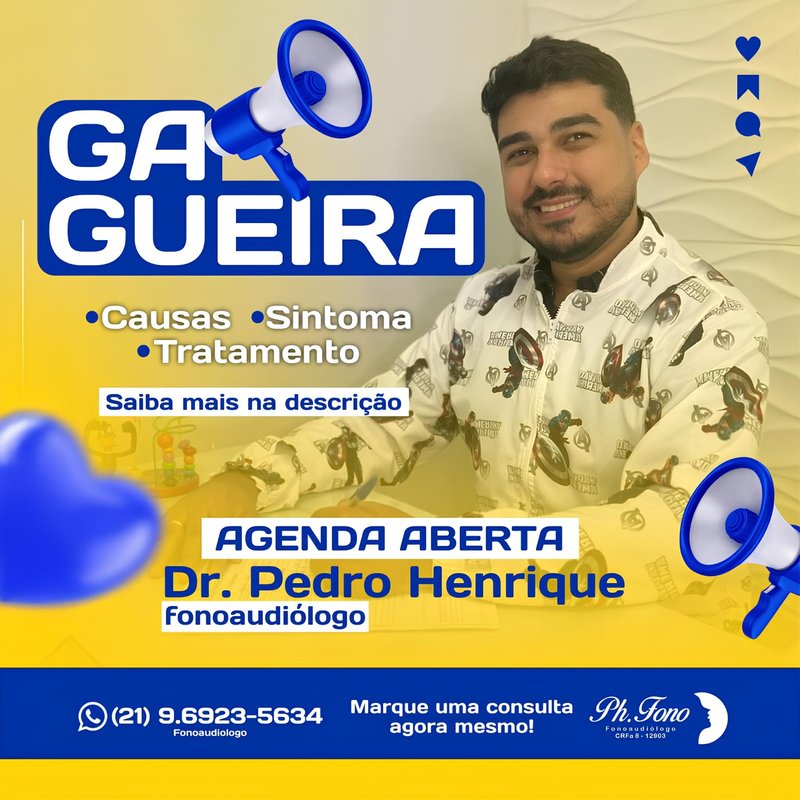 GA
GUEIRA
•Causas •Sintoma
•Tratamento
Saiba mais na descrição
AGENDA ABERTA
Dr. Pedro Henrique
fonoaudiólogo
(21) 9.6923-5634
Fonoaudiologo
Marque uma consulta
agora mesmo!
Ph. Fono
Fonoaudiólogo
CRFa 8 - 12803